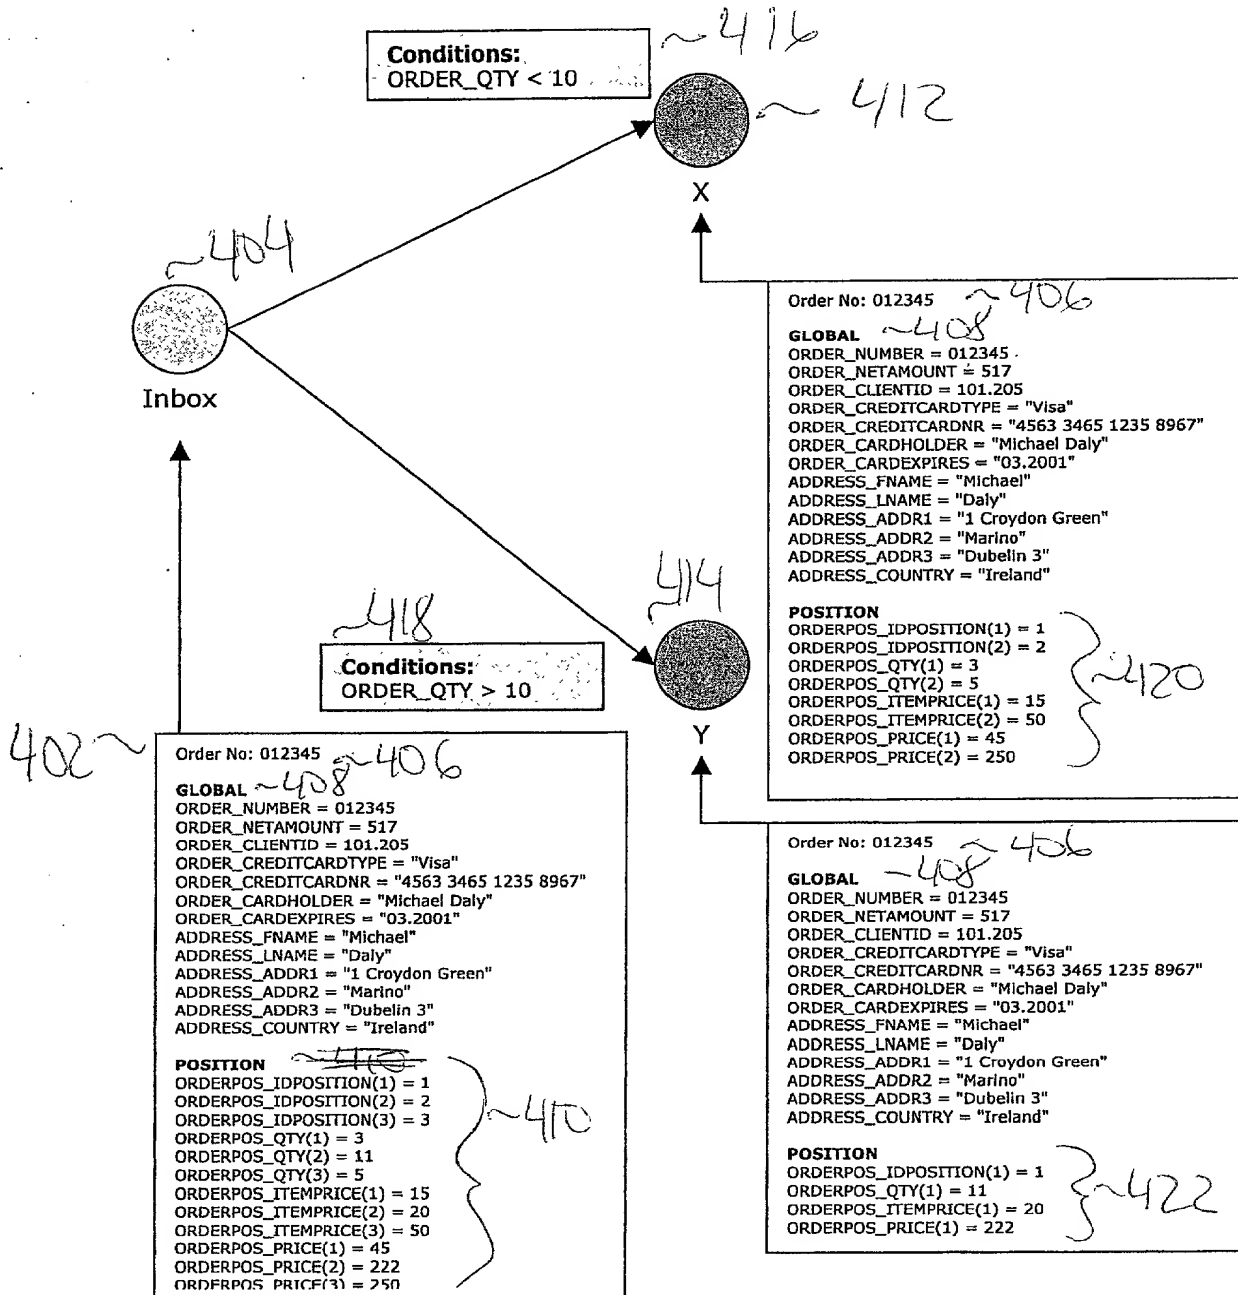 Conditions:
ORDER_QTY < 10
~416
~412
X
~404
Inbox
~418
Conditions:
ORDER_QTY > 10
~414
Y
Order No: 012345 ~406
GLOBAL ~408
ORDER_NUMBER = 012345
ORDER_NETAMOUNT = 517
ORDER_CLIENTID = 101.205
ORDER_CREDITCARDTYPE = "Visa"
ORDER_CREDITCARDNR = "4563 3465 1235 8967"
ORDER_CARDHOLDER = "Michael Daly"
ORDER_CARDEXPIRES = "03.2001"
ADDRESS_FNAME = "Michael"
ADDRESS_LNAME = "Daly"
ADDRESS_ADDR1 = "1 Croydon Green"
ADDRESS_ADDR2 = "Marino"
ADDRESS_ADDR3 = "Dubelin 3"
ADDRESS_COUNTRY = "Ireland"
POSITION
ORDERPOS_IDPOSITION(1) = 1
ORDERPOS_IDPOSITION(2) = 2
ORDERPOS_QTY(1) = 3
ORDERPOS_QTY(2) = 5
ORDERPOS_ITEMPRICE(1) = 15
ORDERPOS_ITEMPRICE(2) = 50
ORDERPOS_PRICE(1) = 45
ORDERPOS_PRICE(2) = 250
~420
402~
Order No: 012345 ~406
GLOBAL ~408
ORDER_NUMBER = 012345
ORDER_NETAMOUNT = 517
ORDER_CLIENTID = 101.205
ORDER_CREDITCARDTYPE = "Visa"
ORDER_CREDITCARDNR = "4563 3465 1235 8967"
ORDER_CARDHOLDER = "Michael Daly"
ORDER_CARDEXPIRES = "03.2001"
ADDRESS_FNAME = "Michael"
ADDRESS_LNAME = "Daly"
ADDRESS_ADDR1 = "1 Croydon Green"
ADDRESS_ADDR2 = "Marino"
ADDRESS_ADDR3 = "Dubelin 3"
ADDRESS_COUNTRY = "Ireland"
POSITION ~410
ORDERPOS_IDPOSITION(1) = 1
ORDERPOS_IDPOSITION(2) = 2
ORDERPOS_IDPOSITION(3) = 3
ORDERPOS_QTY(1) = 3
ORDERPOS_QTY(2) = 11
ORDERPOS_QTY(3) = 5
ORDERPOS_ITEMPRICE(1) = 15
ORDERPOS_ITEMPRICE(2) = 20
ORDERPOS_ITEMPRICE(3) = 50
ORDERPOS_PRICE(1) = 45
ORDERPOS_PRICE(2) = 222
ORDERPOS_PRICE(3) = 250
~410
Order No: 012345 ~406
GLOBAL ~408
ORDER_NUMBER = 012345
ORDER_NETAMOUNT = 517
ORDER_CLIENTID = 101.205
ORDER_CREDITCARDTYPE = "Visa"
ORDER_CREDITCARDNR = "4563 3465 1235 8967"
ORDER_CARDHOLDER = "Michael Daly"
ORDER_CARDEXPIRES = "03.2001"
ADDRESS_FNAME = "Michael"
ADDRESS_LNAME = "Daly"
ADDRESS_ADDR1 = "1 Croydon Green"
ADDRESS_ADDR2 = "Marino"
ADDRESS_ADDR3 = "Dubelin 3"
ADDRESS_COUNTRY = "Ireland"
POSITION
ORDERPOS_IDPOSITION(1) = 1
ORDERPOS_QTY(1) = 11
ORDERPOS_ITEMPRICE(1) = 20
ORDERPOS_PRICE(1) = 222
~422